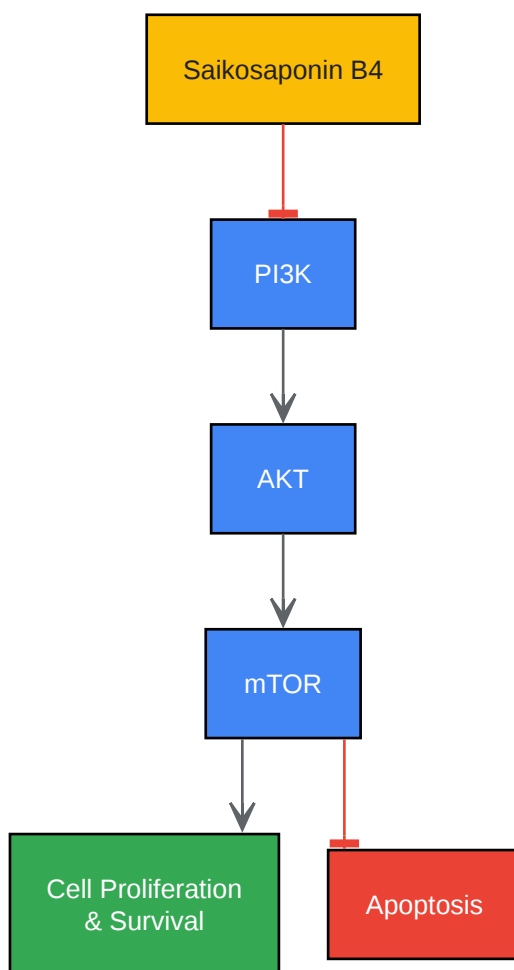 Saikosaponin B4
PI3K
AKT
mTOR
Cell Proliferation
& Survival
Apoptosis